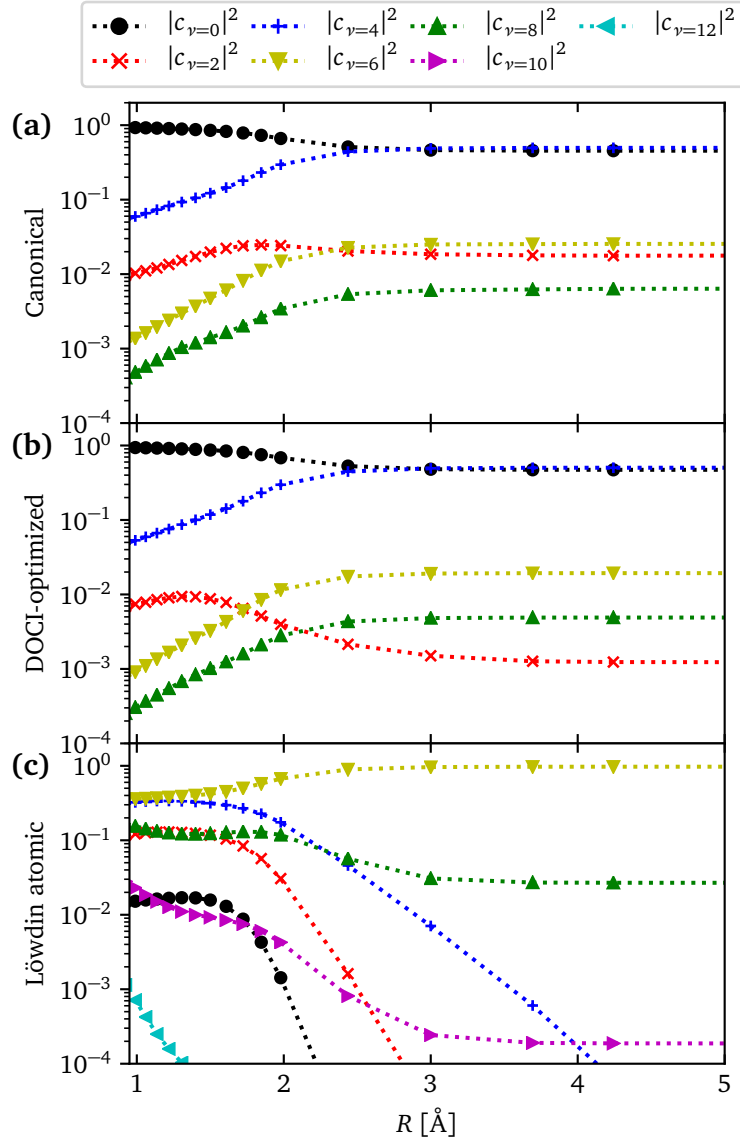 |c_{ν=0}|² |c_{ν=4}|² |c_{ν=8}|² |c_{ν=12}|²
|c_{ν=2}|² |c_{ν=6}|² |c_{ν=10}|²
(a)
10⁰
10⁻¹
10⁻²
10⁻³
10⁻⁴
Canonical
(b)
10⁰
10⁻¹
10⁻²
10⁻³
10⁻⁴
DOCI-optimized
(c)
10⁰
10⁻¹
10⁻²
10⁻³
10⁻⁴
Löwdin atomic
1 2 3 4 5
R [Å]